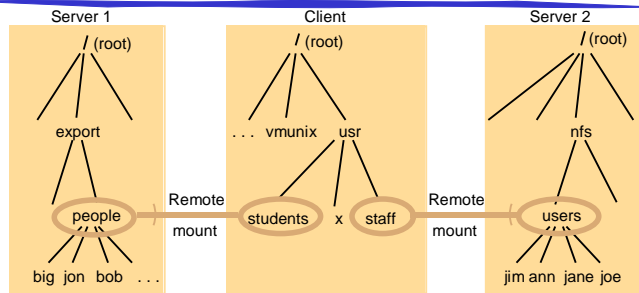 Server 1 Client Server 2
/ (root) / (root) / (root)
export . . . vmunix usr nfs
people Remote mount students x staff Remote mount users
big jon bob . . . jim ann jane joe